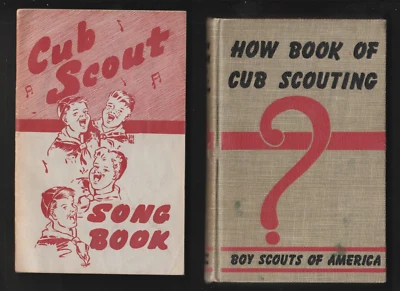 Cub
Scout
SONG
BOOK
HOW BOOK OF
CUB SCOUTING
?
BOY SCOUTS OF AMERICA